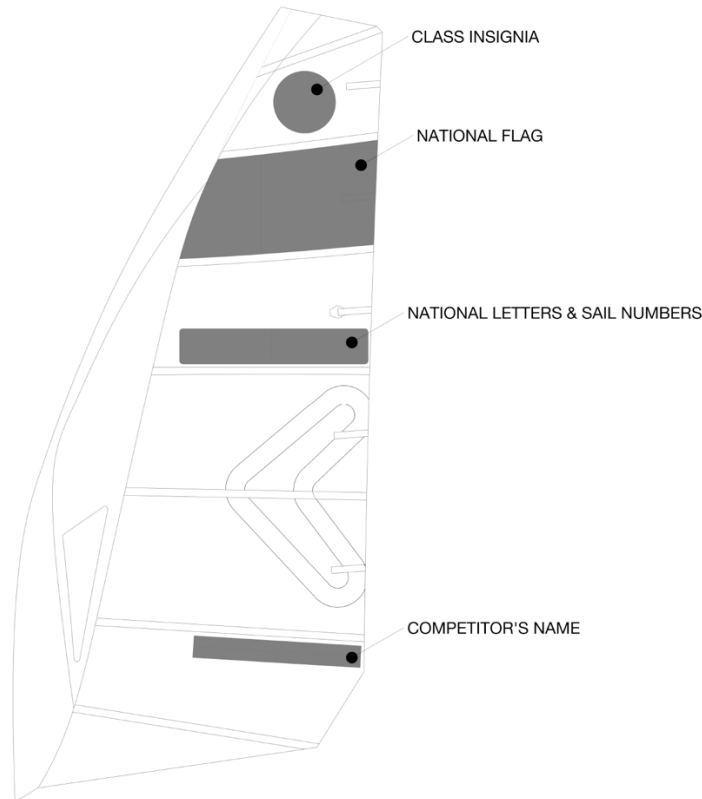 CLASS INSIGNIA
NATIONAL FLAG
NATIONAL LETTERS & SAIL NUMBERS
COMPETITOR'S NAME